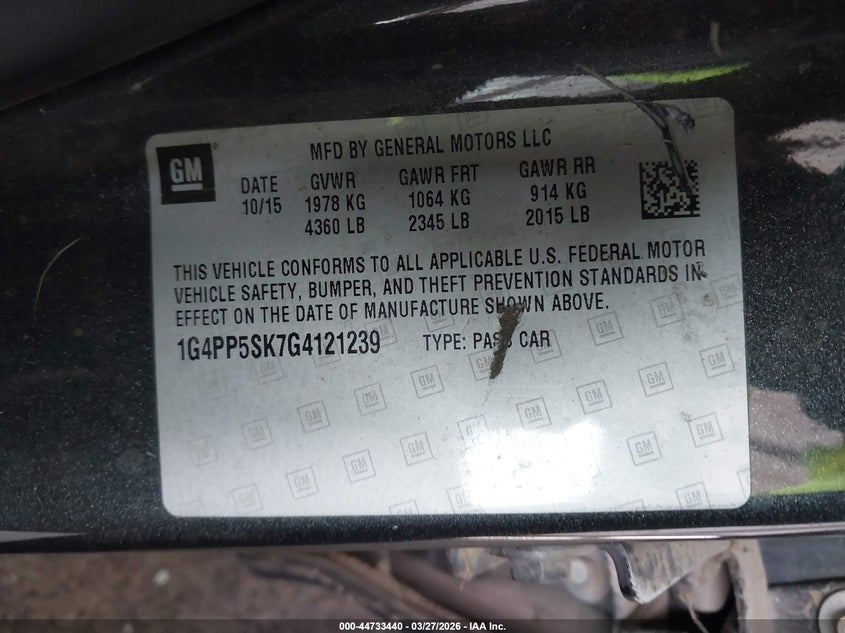 GM
MFD BY GENERAL MOTORS LLC
DATE GVWR GAWR FRT GAWR RR
10/15 1978 KG 1064 KG 914 KG
4360 LB 2345 LB 2015 LB
THIS VEHICLE CONFORMS TO ALL APPLICABLE U.S. FEDERAL MOTOR
VEHICLE SAFETY, BUMPER, AND THEFT PREVENTION STANDARDS IN
EFFECT ON THE DATE OF MANUFACTURE SHOWN ABOVE.
1G4PP5SK7G4121239 TYPE: PASS CAR
000-44733440 - 03/27/2026 - IAA Inc.